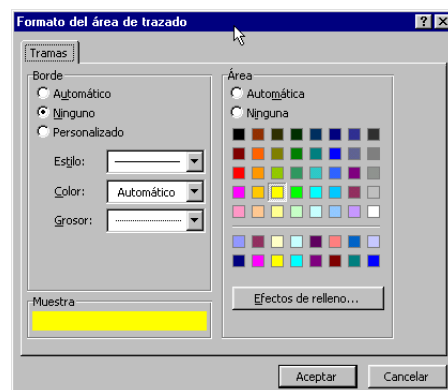 Formato del área de trazado
Tramas
Borde
Automático
Ninguno
Personalizado
Estilo:
Color: Automático
Grosor:
Muestra
Área
Automática
Ninguna
Efectos de relleno...
Aceptar
Cancelar